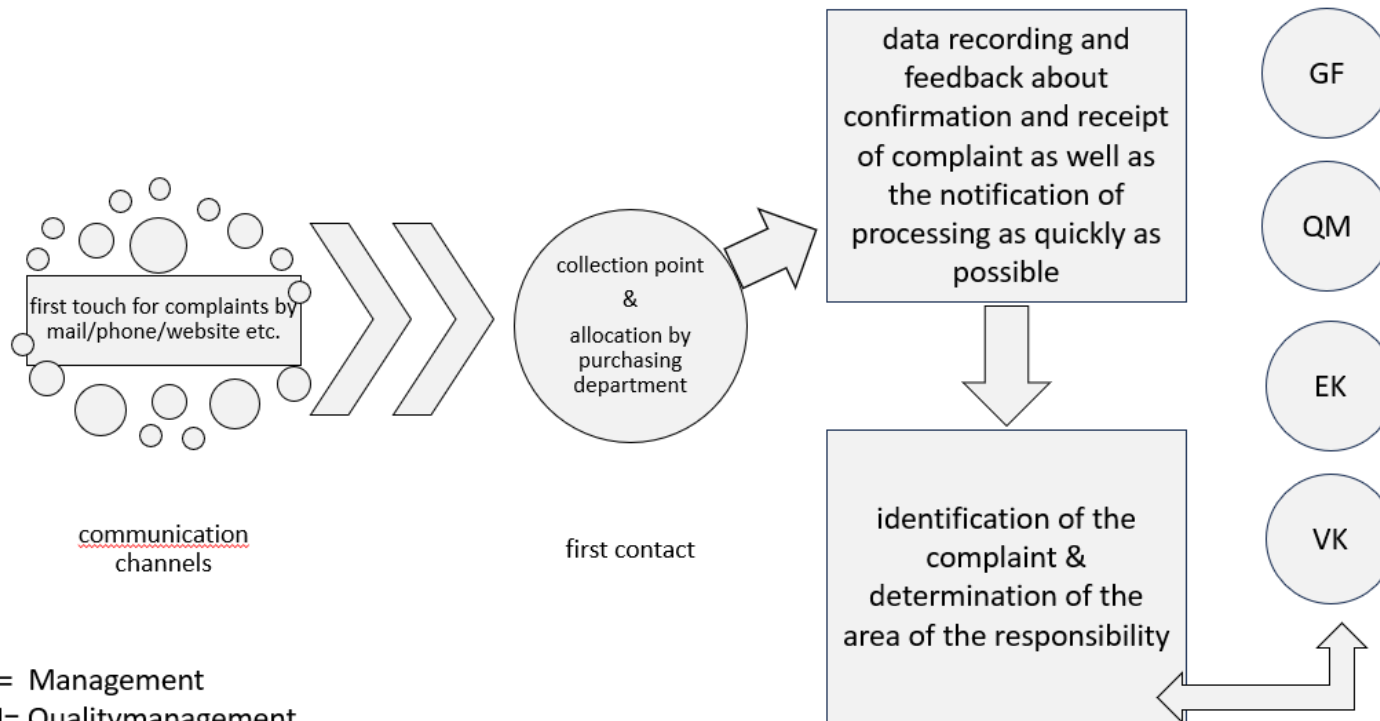 first touch for complaints by
mail/phone/website etc.
communication
channels
collection point
&
allocation by
purchasing
department
first contact
data recording and
feedback about
confirmation and receipt
of complaint as well as
the notification of
processing as quickly as
possible
identification of the
complaint &
determination of the
area of the responsibility
GF
QM
EK
VK
= Management
= Qualitymanagement